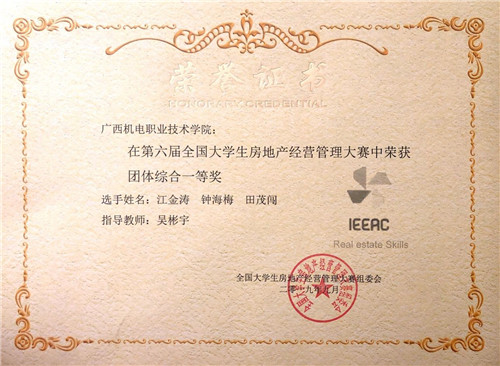 荣誉证书
HONORARY CREDENTIAL
广西机电职业技术学院：
在第六届全国大学生房地产经营管理大赛中荣获
团体综合一等奖
选手姓名：江金涛 钟海梅 田茂闯
指导教师：吴彬宇
IEEAC
Real estate Skills
全国大学生房地产经营管理大赛组委会
二〇一九年九月